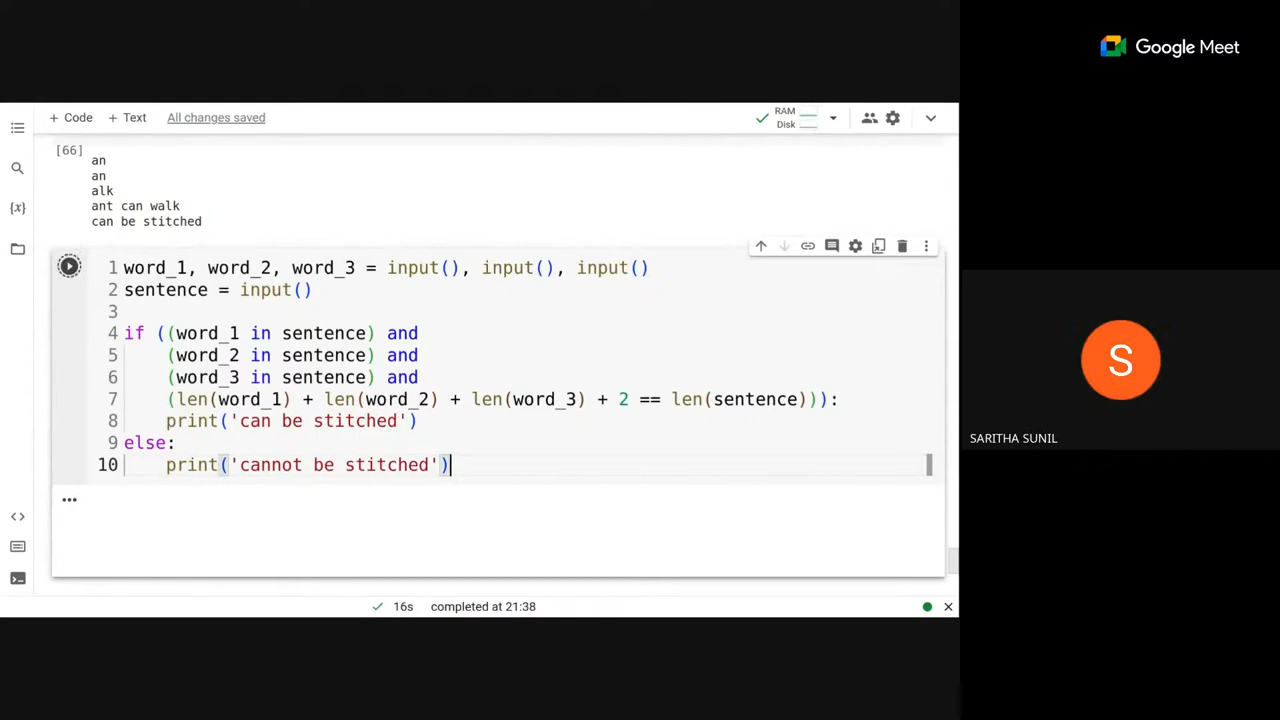 Google Meet
+ Code + Text All changes saved
RAM
Disk
[66]
an
an
alk
ant can walk
can be stitched
{x}
1 word_1, word_2, word_3 = input(), input(), input()
2 sentence = input()
3
4 if ((word_1 in sentence) and
5 (word_2 in sentence) and
6 (word_3 in sentence) and
7 (len(word_1) + len(word_2) + len(word_3) + 2 == len(sentence))):
8 print('can be stitched')
9 else:
10 print('cannot be stitched')
S
SARITHA SUNIL
16s completed at 21:38